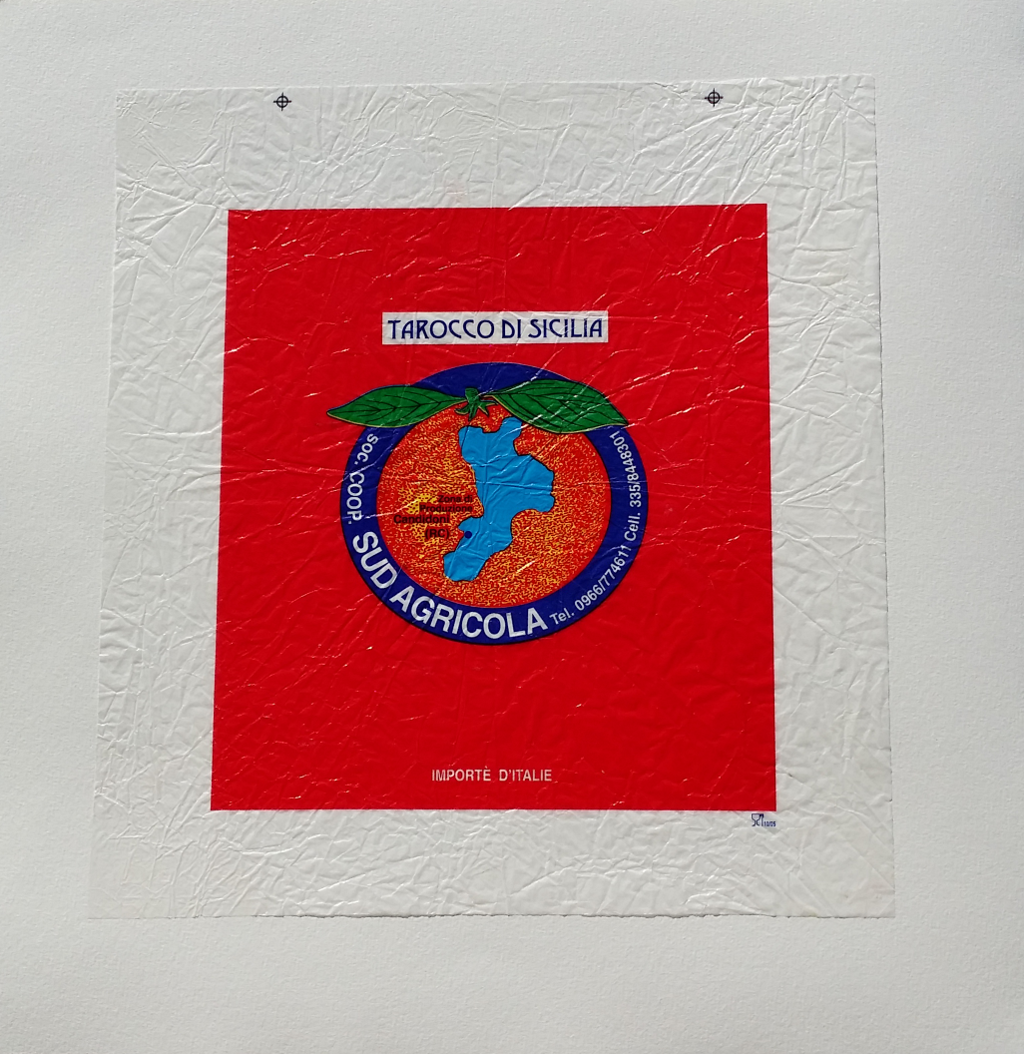 TAROCCO DI SICILIA
soc. COOP. SUD AGRICOLA Tel. 0966/774611 Cell. 335/8448301
Zona di
Produzione
Candidoni
(RC)
IMPORTÈ D'ITALIE